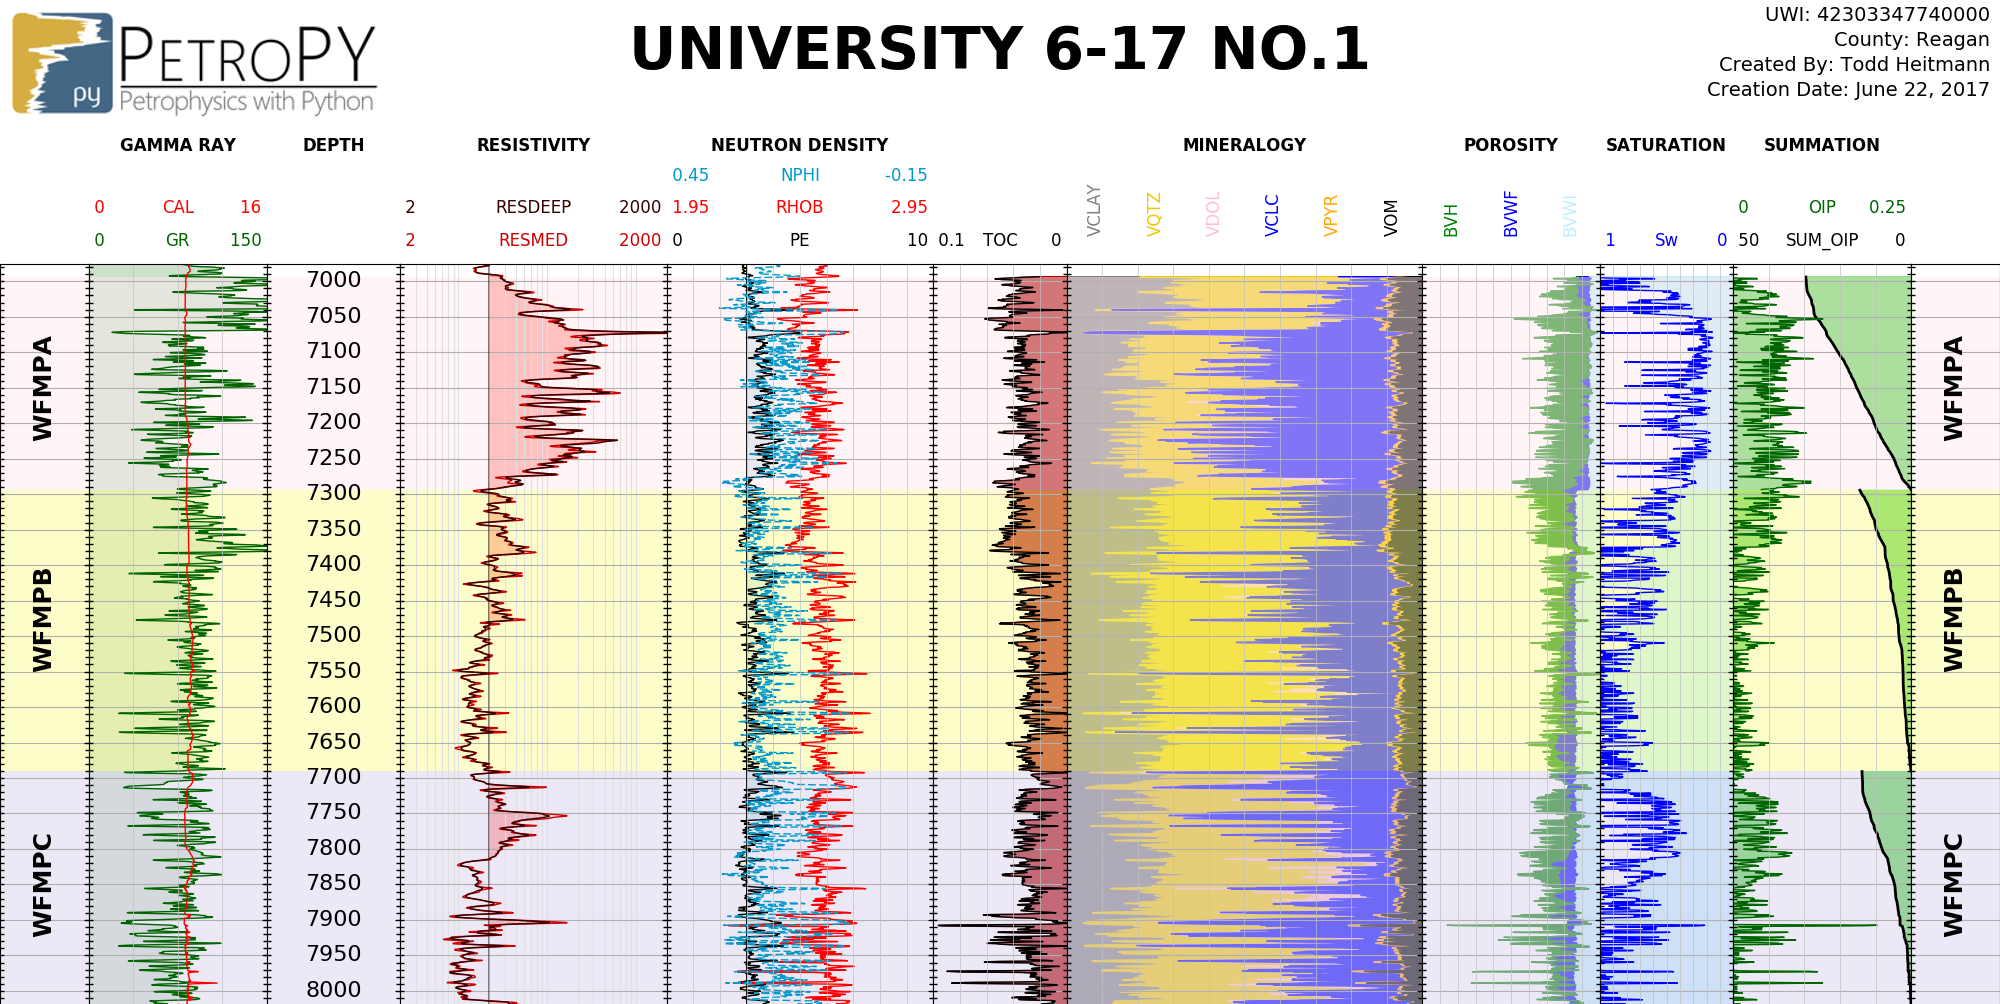 PETROPY
py
Petrophysics with Python
UNIVERSITY 6-17 NO.1
UWI: 42303347740000
County: Reagan
Created By: Todd Heitmann
Creation Date: June 22, 2017
GAMMA RAY DEPTH RESISTIVITY NEUTRON DENSITY MINERALOGY POROSITY SATURATION SUMMATION
0.45 NPHI -0.15
0 CAL 16 2 RESDEEP 2000 1.95 RHOB 2.95 0 OIP 0.25
0 GR 150 2 RESMED 2000 0 PE 10 0.1 TOC 0 VCLAY VQTZ VDOL VCLC VPYR VOM BVH BVWF BVWI 1 Sw 0 50 SUM_OIP 0
7000
7050
7100
7150
7200
7250
7300
7350
7400
7450
7500
7550
7600
7650
7700
7750
7800
7850
7900
7950
8000
WFMPA
WFMPB
WFMPC
WFMPA
WFMPB
WFMPC